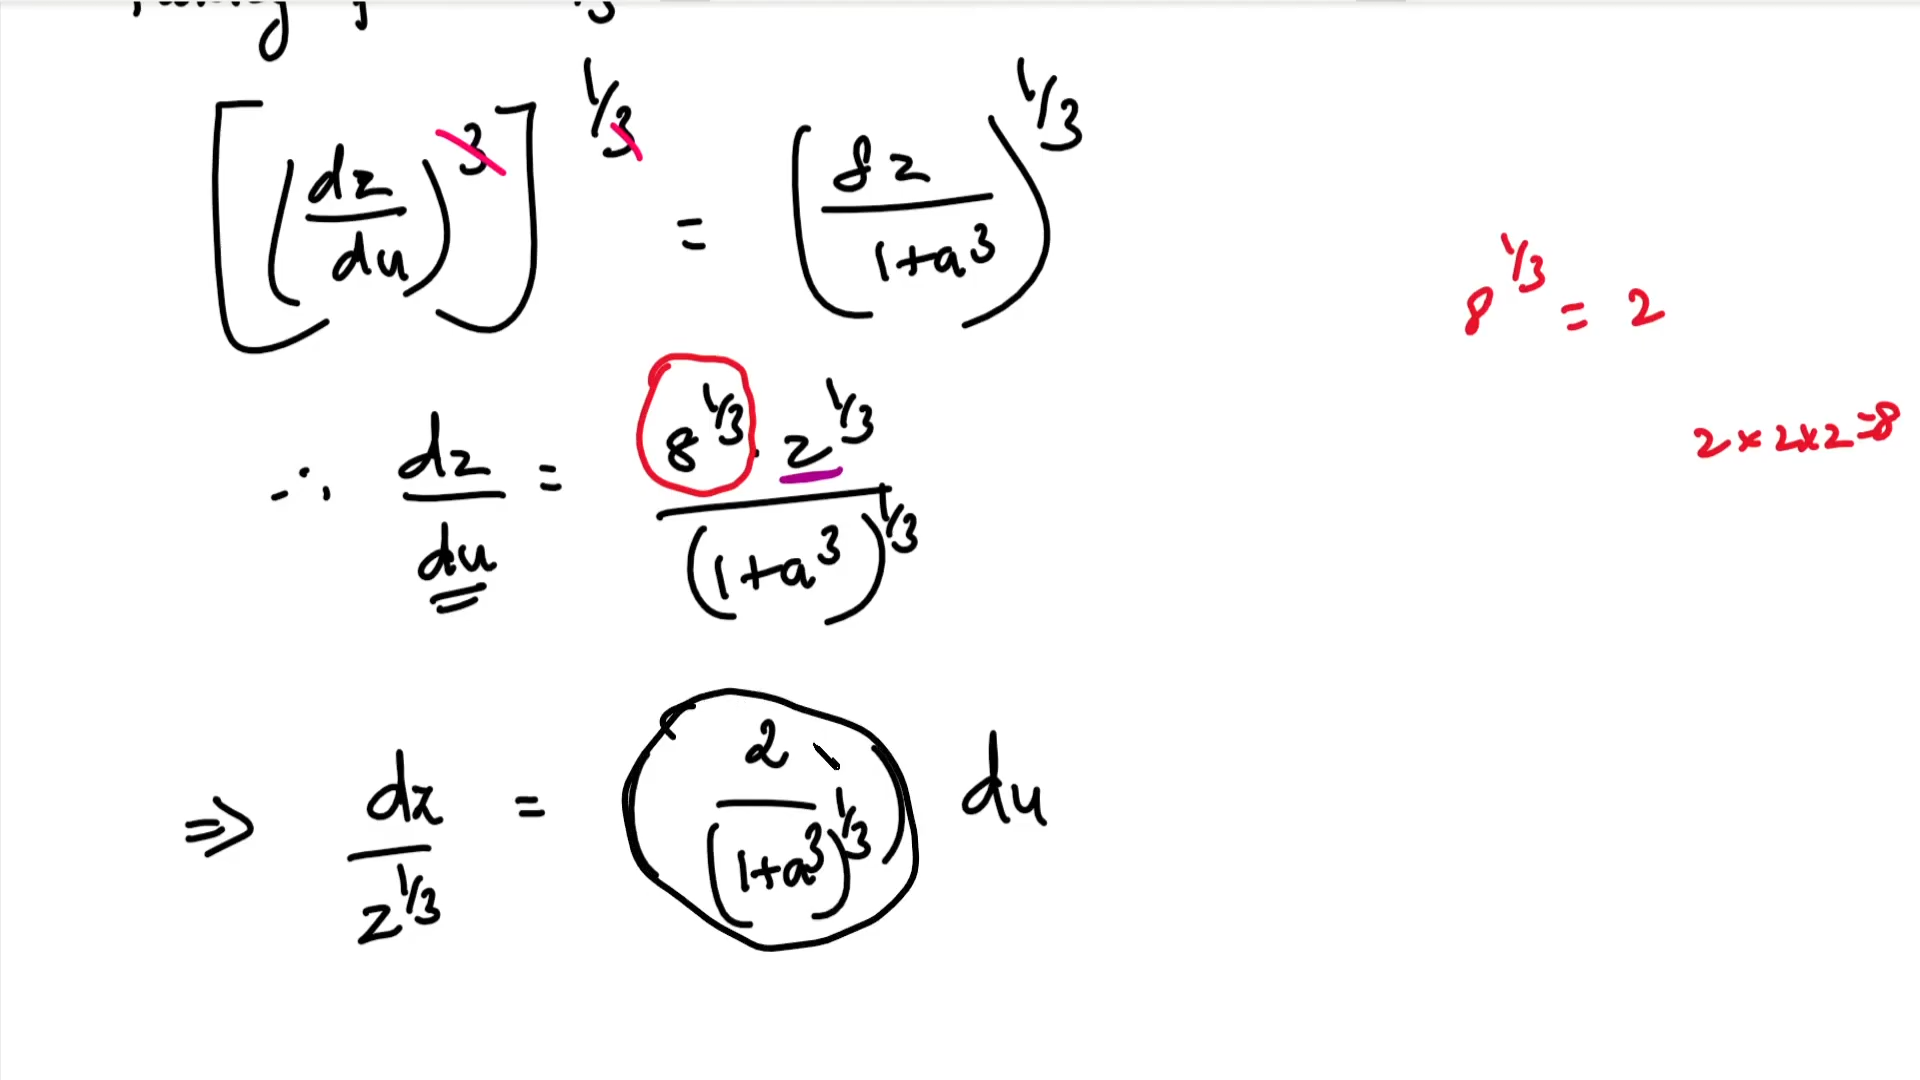 [(dz/du)^3]^1/3 = (8z/1+a^3)^1/3
8^1/3 = 2
∴ dz/du = 8^1/3 . z^1/3/(1+a^3)^1/3
2 × 2 × 2 = 8
⇒ dz/z^1/3 = 2/(1+a^3)^1/3 du